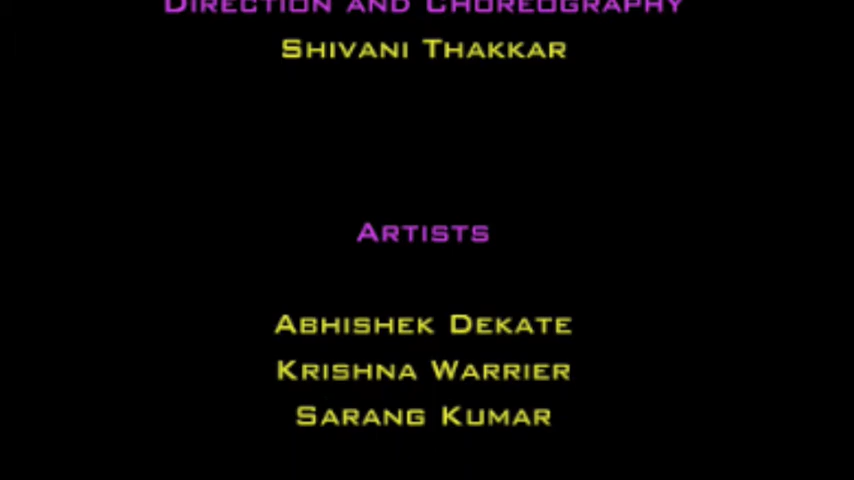 DIRECTION AND CHOREOGRAPHY
SHIVANI THAKKAR
ARTISTS
ABHISHEK DEKATE
KRISHNA WARRIER
SARANG KUMAR